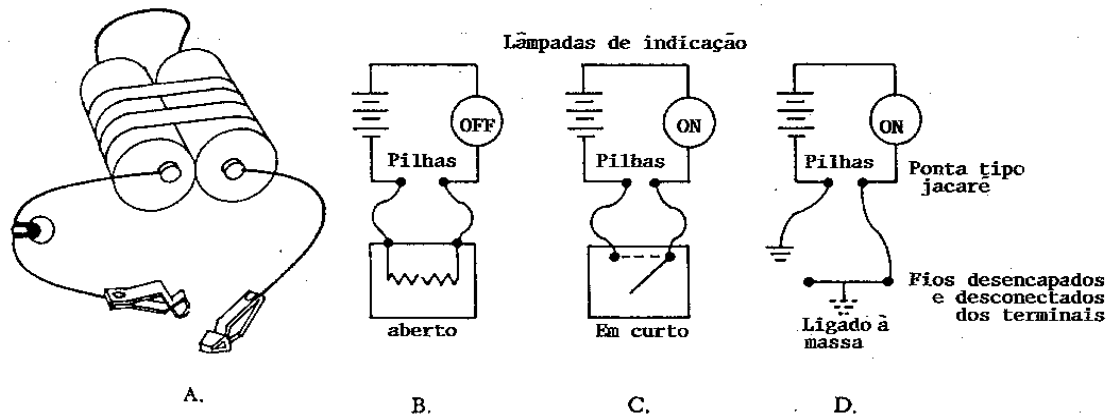 Lâmpadas de indicação
OFF
ON
ON
Pilhas
Pilhas
Pilhas
Ponta tipo
jacaré
aberto
Em curto
Ligado à
massa
Fios desencapados
e desconectados
dos terminais
A.
B.
C.
D.